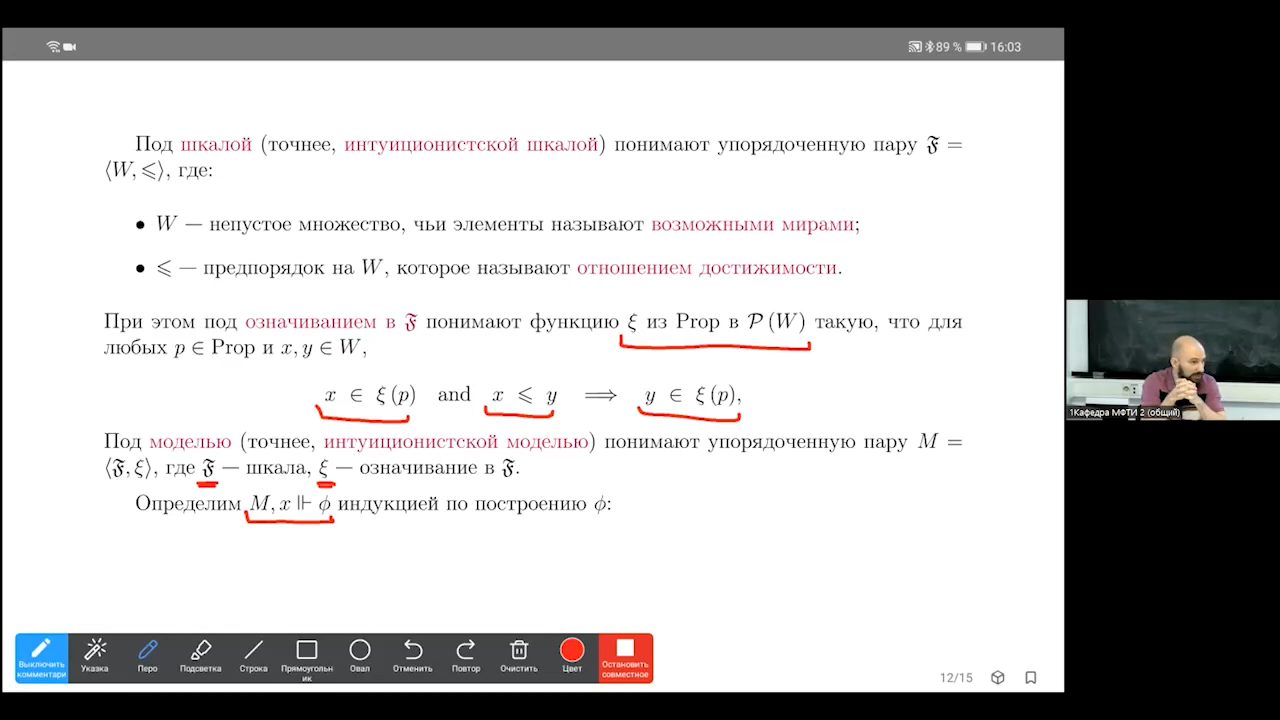 89 % 16:03
Под шкалой (точнее, интуиционистской шкалой) понимают упорядоченную пару 𝔉 =
⟨W, ⩽⟩, где:
• W — непустое множество, чьи элементы называют возможными мирами;
• ⩽ — предпорядок на W, которое называют отношением достижимости.
При этом под означиванием в 𝔉 понимают функцию ξ из Prop в 𝒫 (W) такую, что для
любых p ∈ Prop и x, y ∈ W,
x ∈ ξ (p) and x ⩽ y ⟹ y ∈ ξ (p),
Под моделью (точнее, интуиционистской моделью) понимают упорядоченную пару M =
⟨𝔉, ξ⟩, где 𝔉 — шкала, ξ — означивание в 𝔉.
Определим M, x ⊩ ϕ индукцией по построению ϕ:
1Кафедра МФТИ 2 (общий)
Выключить
комментари
Указка
Перо
Подсветка
Строка
Прямоугольн
ик
Овал
Отменить
Повтор
Очистить
Цвет
Остановить
совместное
12/15